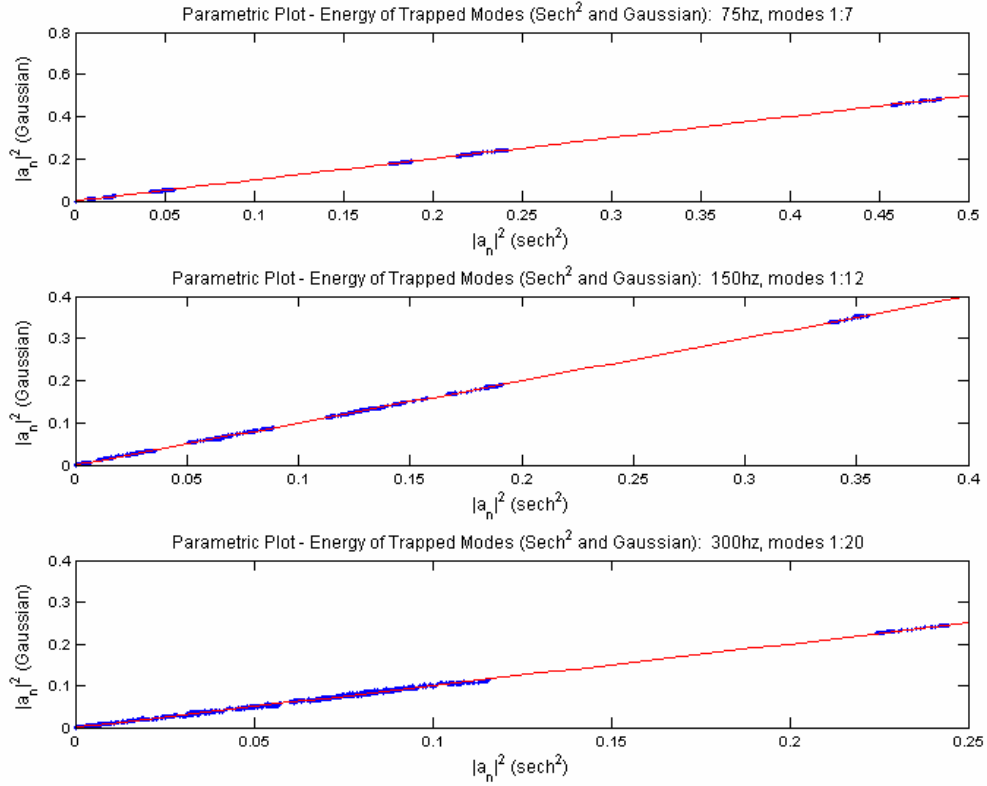 Parametric Plot - Energy of Trapped Modes (Sech² and Gaussian): 75hz, modes 1:7
0.8
0.6
0.4
0.2
0
|aₙ|² (Gaussian)
0 0.05 0.1 0.15 0.2 0.25 0.3 0.35 0.4 0.45 0.5
|aₙ|² (sech²)
Parametric Plot - Energy of Trapped Modes (Sech² and Gaussian): 150hz, modes 1:12
0.4
0.3
0.2
0.1
0
|aₙ|² (Gaussian)
0 0.05 0.1 0.15 0.2 0.25 0.3 0.35 0.4
|aₙ|² (sech²)
Parametric Plot - Energy of Trapped Modes (Sech² and Gaussian): 300hz, modes 1:20
0.4
0.3
0.2
0.1
0
|aₙ|² (Gaussian)
0 0.05 0.1 0.15 0.2 0.25
|aₙ|² (sech²)